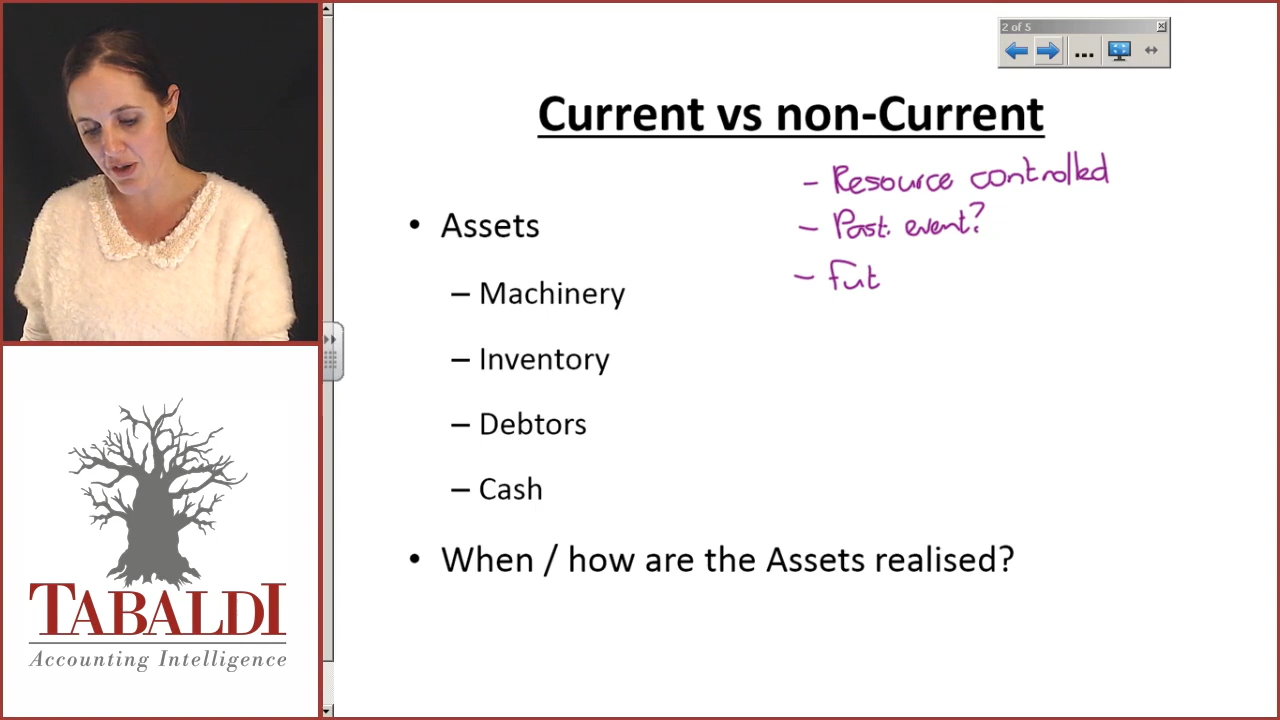 2 of 5
Current vs non-Current
– Resource controlled
• Assets
– Past. event?
– Machinery
– Fut
– Inventory
– Debtors
– Cash
• When / how are the Assets realised?
TABALDI
Accounting Intelligence